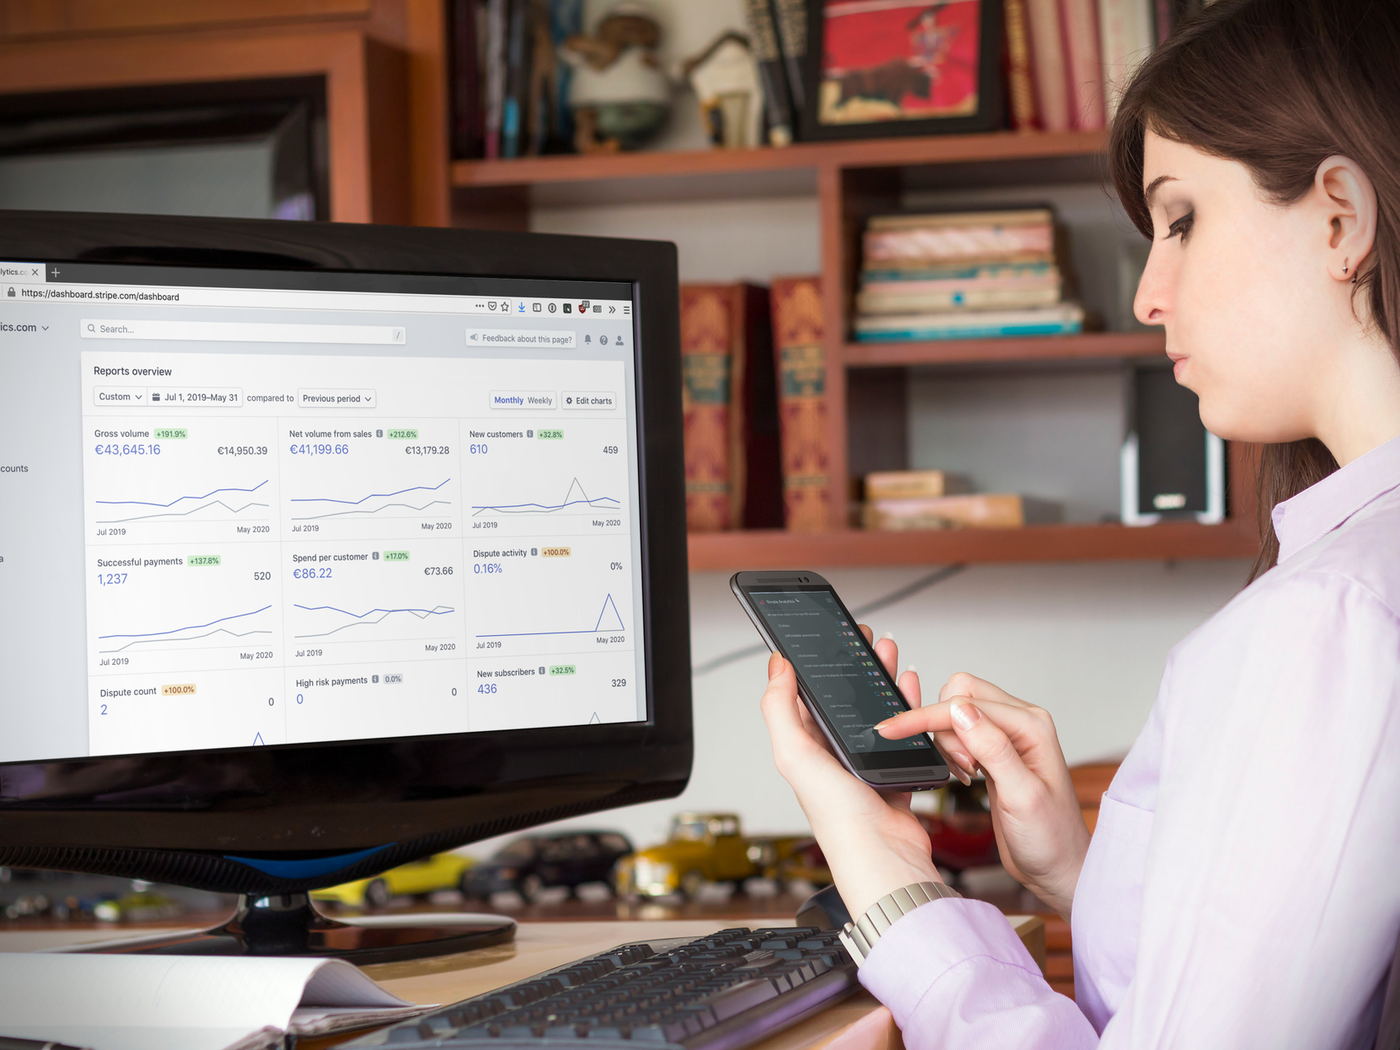 lytics.cc × +
https://dashboard.stripe.com/dashboard
ics.com
Search... /
Feedback about this page?
Reports overview
Custom Jul 1, 2019–May 31 compared to Previous period
Monthly Weekly Edit charts
Gross volume +191.9%
€43,645.16 €14,950.39
Jul 2019 May 2020
Net volume from sales +212.6%
€41,199.66 €13,179.28
Jul 2019 May 2020
New customers +32.8%
610 459
Jul 2019 May 2020
counts
a
Successful payments +137.8%
1,237 520
Jul 2019 May 2020
Spend per customer +17.0%
€86.22 €73.66
Jul 2019 May 2020
Dispute activity +100.0%
0.16% 0%
Jul 2019 May 2020
Dispute count +100.0%
2 0
High risk payments 0.0%
0 0
New subscribers +32.5%
436 329